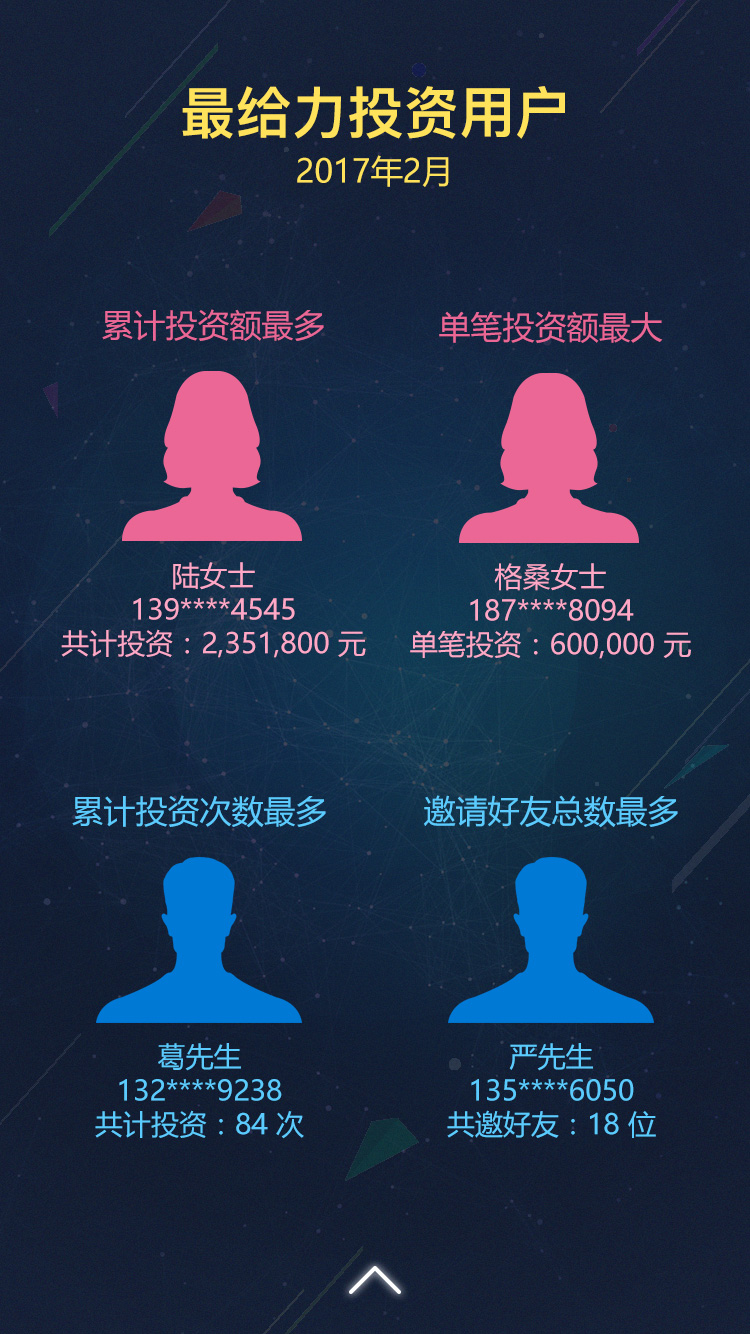 最给力投资用户
2017年2月
累计投资额最多
陆女士
139****4545
共计投资：2,351,800 元
单笔投资额最大
格桑女士
187****8094
单笔投资：600,000 元
累计投资次数最多
葛先生
132****9238
共计投资：84 次
邀请好友总数最多
严先生
135****6050
共邀好友：18 位